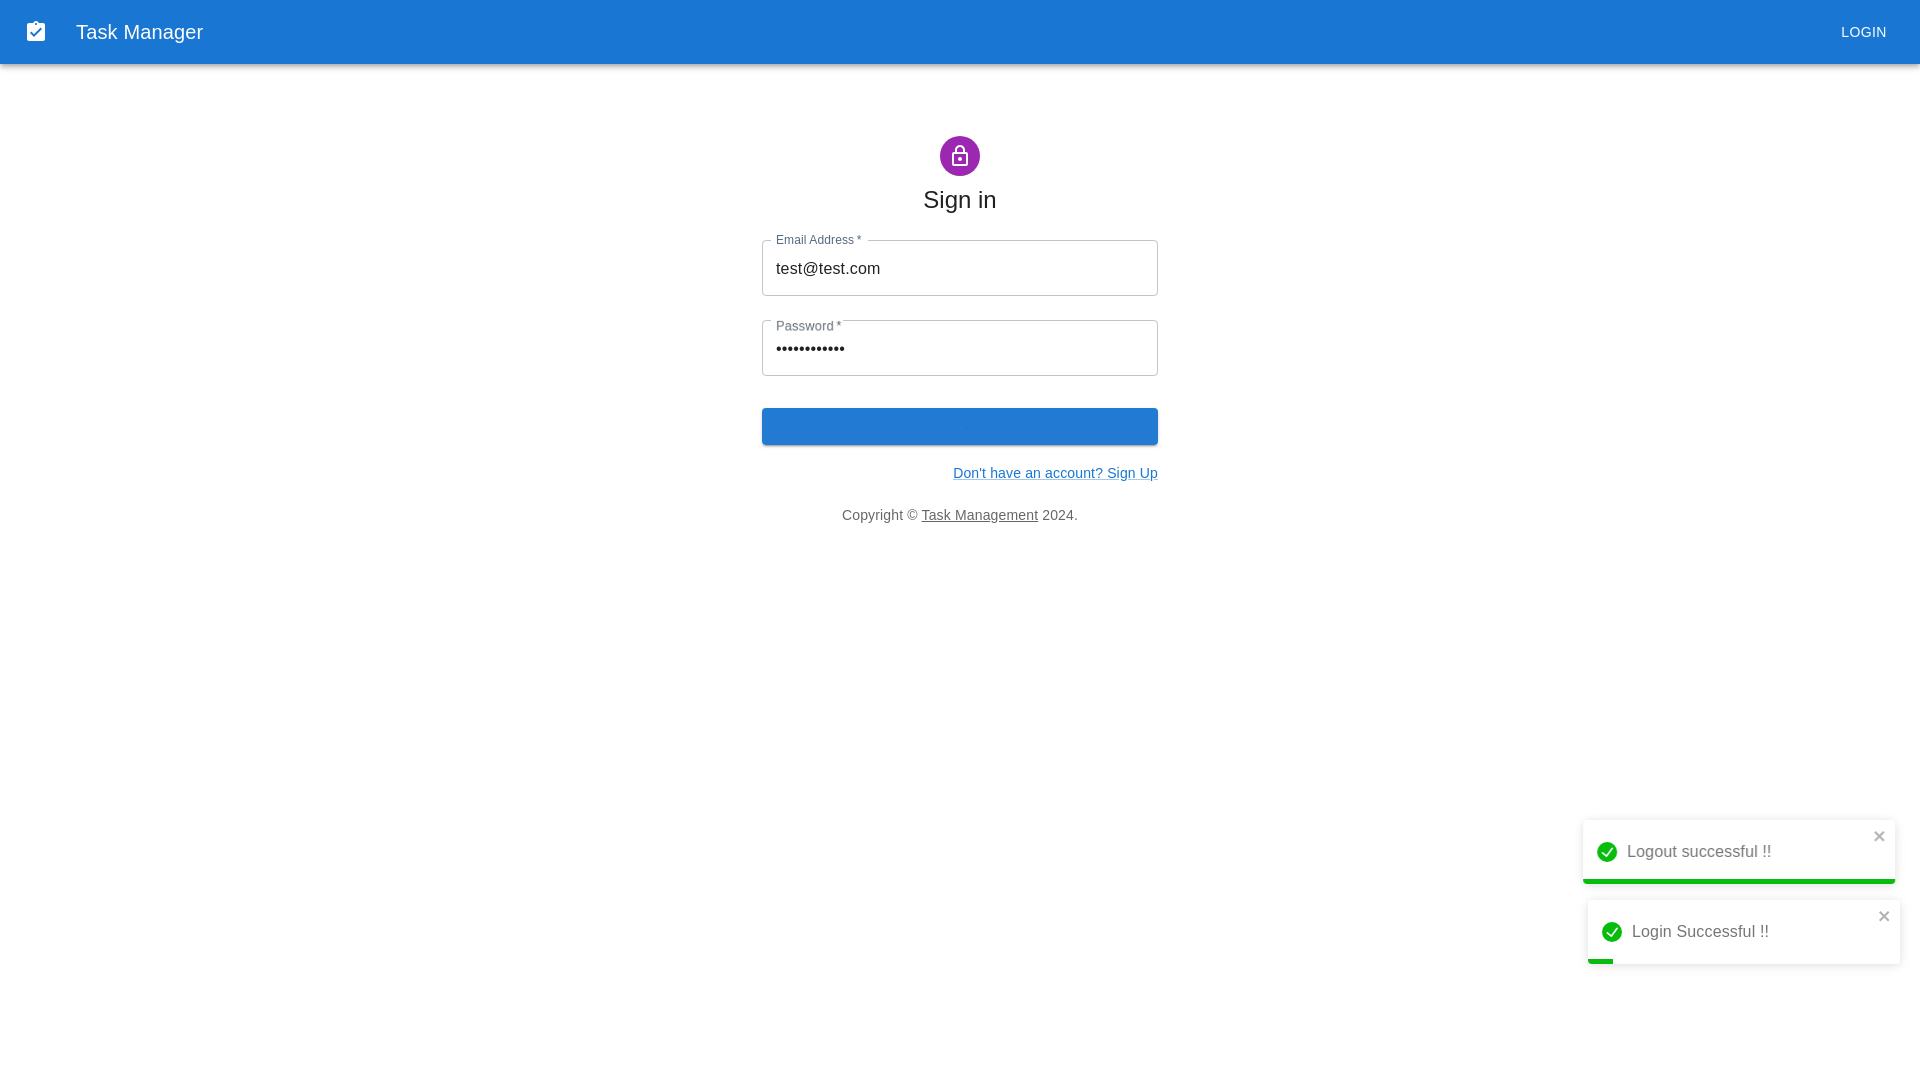 Task Manager
LOGIN
Sign in
Email Address *
test@test.com
Password *
••••••••••••
Don't have an account? Sign Up
Copyright © Task Management 2024.
Logout successful !!
Login Successful !!